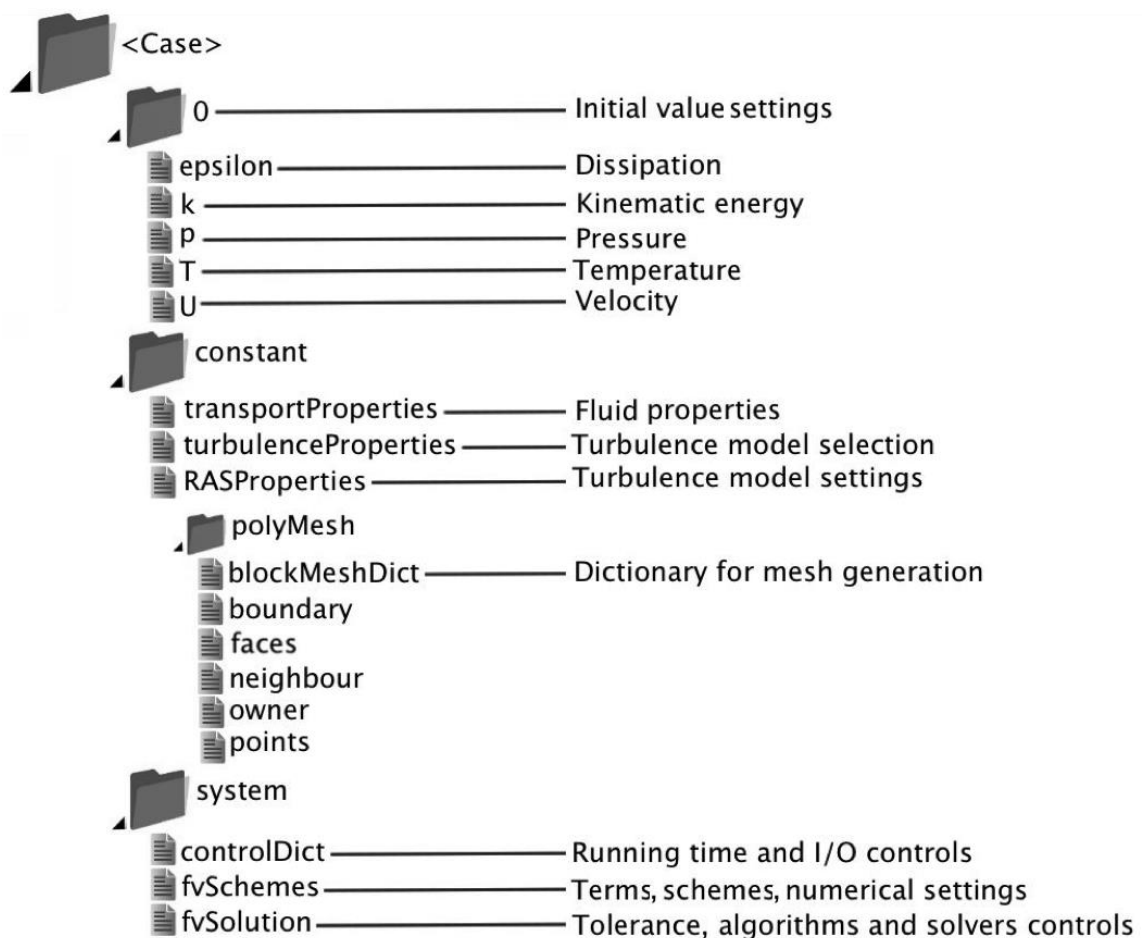 <Case>
0 Initial value settings
epsilon Dissipation
k Kinematic energy
p Pressure
T Temperature
U Velocity
constant
transportProperties Fluid properties
turbulenceProperties Turbulence model selection
RASProperties Turbulence model settings
polyMesh
blockMeshDict Dictionary for mesh generation
boundary
faces
neighbour
owner
points
system
controlDict Running time and I/O controls
fvSchemes Terms, schemes, numerical settings
fvSolution Tolerance, algorithms and solvers controls